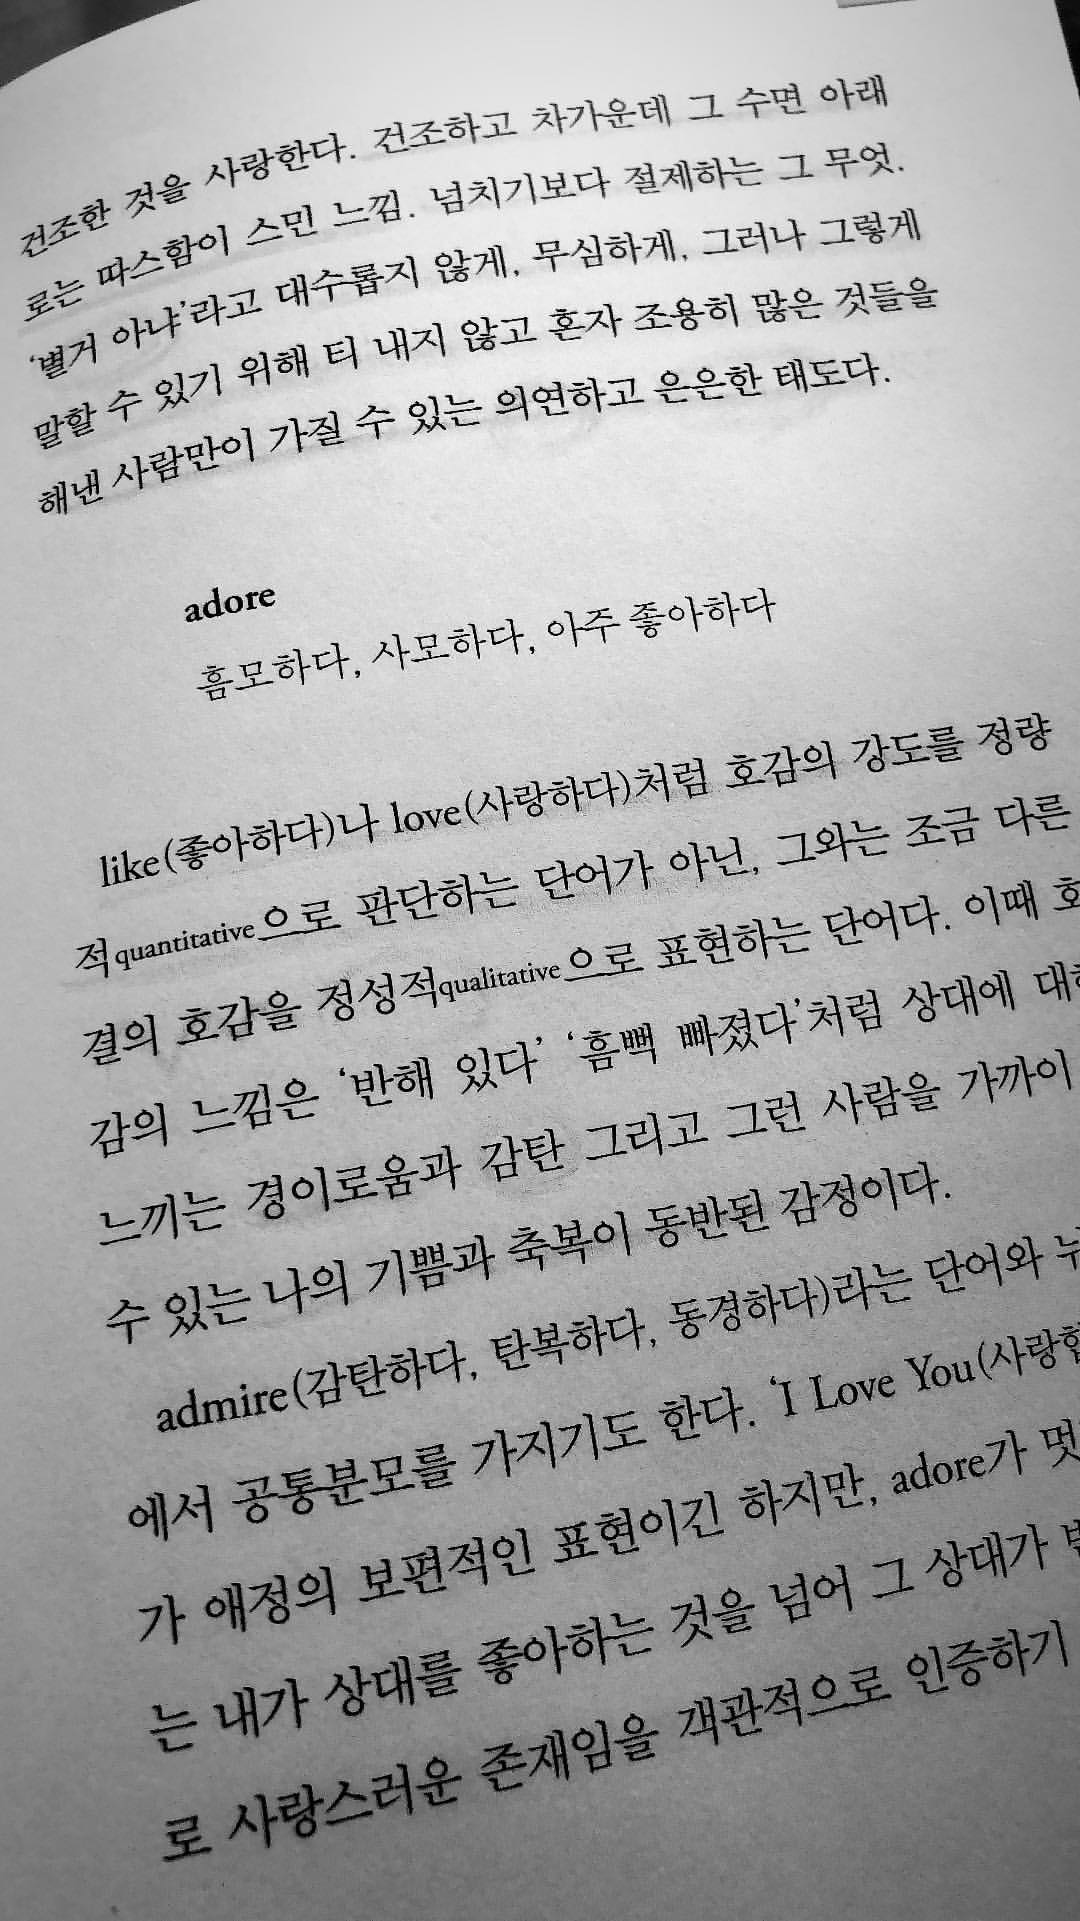 건조한 것을 사랑한다. 건조하고 차가운데 그 수면 아래
로는 따스함이 스민 느낌. 넘치기보다 절제하는 그 무엇.
‘별거 아냐’라고 대수롭지 않게, 무심하게, 그러나 그렇게
말할 수 있기 위해 티 내지 않고 혼자 조용히 많은 것들을
해낸 사람만이 가질 수 있는 의연하고 은은한 태도다.
adore
흠모하다, 사모하다, 아주 좋아하다
like(좋아하다)나 love(사랑하다)처럼 호감의 강도를 정량
적quantitative으로 판단하는 단어가 아닌, 그와는 조금 다른
결의 호감을 정성적qualitative으로 표현하는 단어다. 이때
감의 느낌은 ‘반해 있다’ ‘흠뻑 빠졌다’처럼 상대에
느끼는 경이로움과 감탄 그리고 그런 사람을 가까이
수 있는 나의 기쁨과 축복이 동반된 감정이다.
admire(감탄하다, 탄복하다, 동경하다)라는 단어와
에서 공통분모를 가지기도 한다. ‘I Love You(사랑합
가 애정의 보편적인 표현이긴 하지만, adore가 멋
는 내가 상대를 좋아하는 것을 넘어 그 상대가
로 사랑스러운 존재임을 객관적으로 인증하기